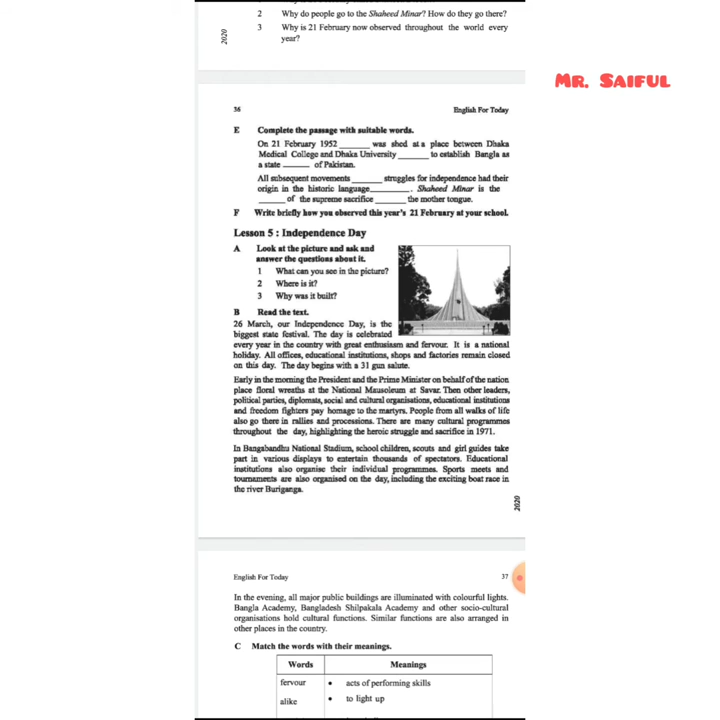 2 Why do people go to the Shaheed Minar? How do they go there?
3 Why is 21 February now observed throughout the world every
year?
2020
MR. SAIFUL
36 English For Today
E Complete the passage with suitable words.
On 21 February 1952 ______ was shed at a place between Dhaka
Medical College and Dhaka University ______ to establish Bangla as
a state ______ of Pakistan.
All subsequent movements ______ struggles for independence had their
origin in the historic language ______ . Shaheed Minar is the
______ of the supreme sacrifice ______ the mother tongue.
F Write briefly how you observed this year's 21 February at your school.
Lesson 5 : Independence Day
A Look at the picture and ask and
answer the questions about it.
1 What can you see in the picture?
2 Where is it?
3 Why was it built?
B Read the text.
26 March, our Independence Day, is the
biggest state festival. The day is celebrated
every year in the country with great enthusiasm and fervour. It is a national
holiday. All offices, educational institutions, shops and factories remain closed
on this day. The day begins with a 31 gun salute.
Early in the morning the President and the Prime Minister on behalf of the nation
place floral wreaths at the National Mausoleum at Savar. Then other leaders,
political parties, diplomats, social and cultural organisations, educational institutions
and freedom fighters pay homage to the martyrs. People from all walks of life
also go there in rallies and processions. There are many cultural programmes
throughout the day, highlighting the heroic struggle and sacrifice in 1971.
In Bangabandhu National Stadium, school children, scouts and girl guides take
part in various displays to entertain thousands of spectators. Educational
institutions also organise their individual programmes. Sports meets and
tournaments are also organised on the day, including the exciting boat race in
the river Buriganga.
2020
English For Today 37
In the evening, all major public buildings are illuminated with colourful lights.
Bangla Academy, Bangladesh Shilpakala Academy and other socio-cultural
organisations hold cultural functions. Similar functions are also arranged in
other places in the country.
C Match the words with their meanings.
Words Meanings
fervour • acts of performing skills
alike • to light up